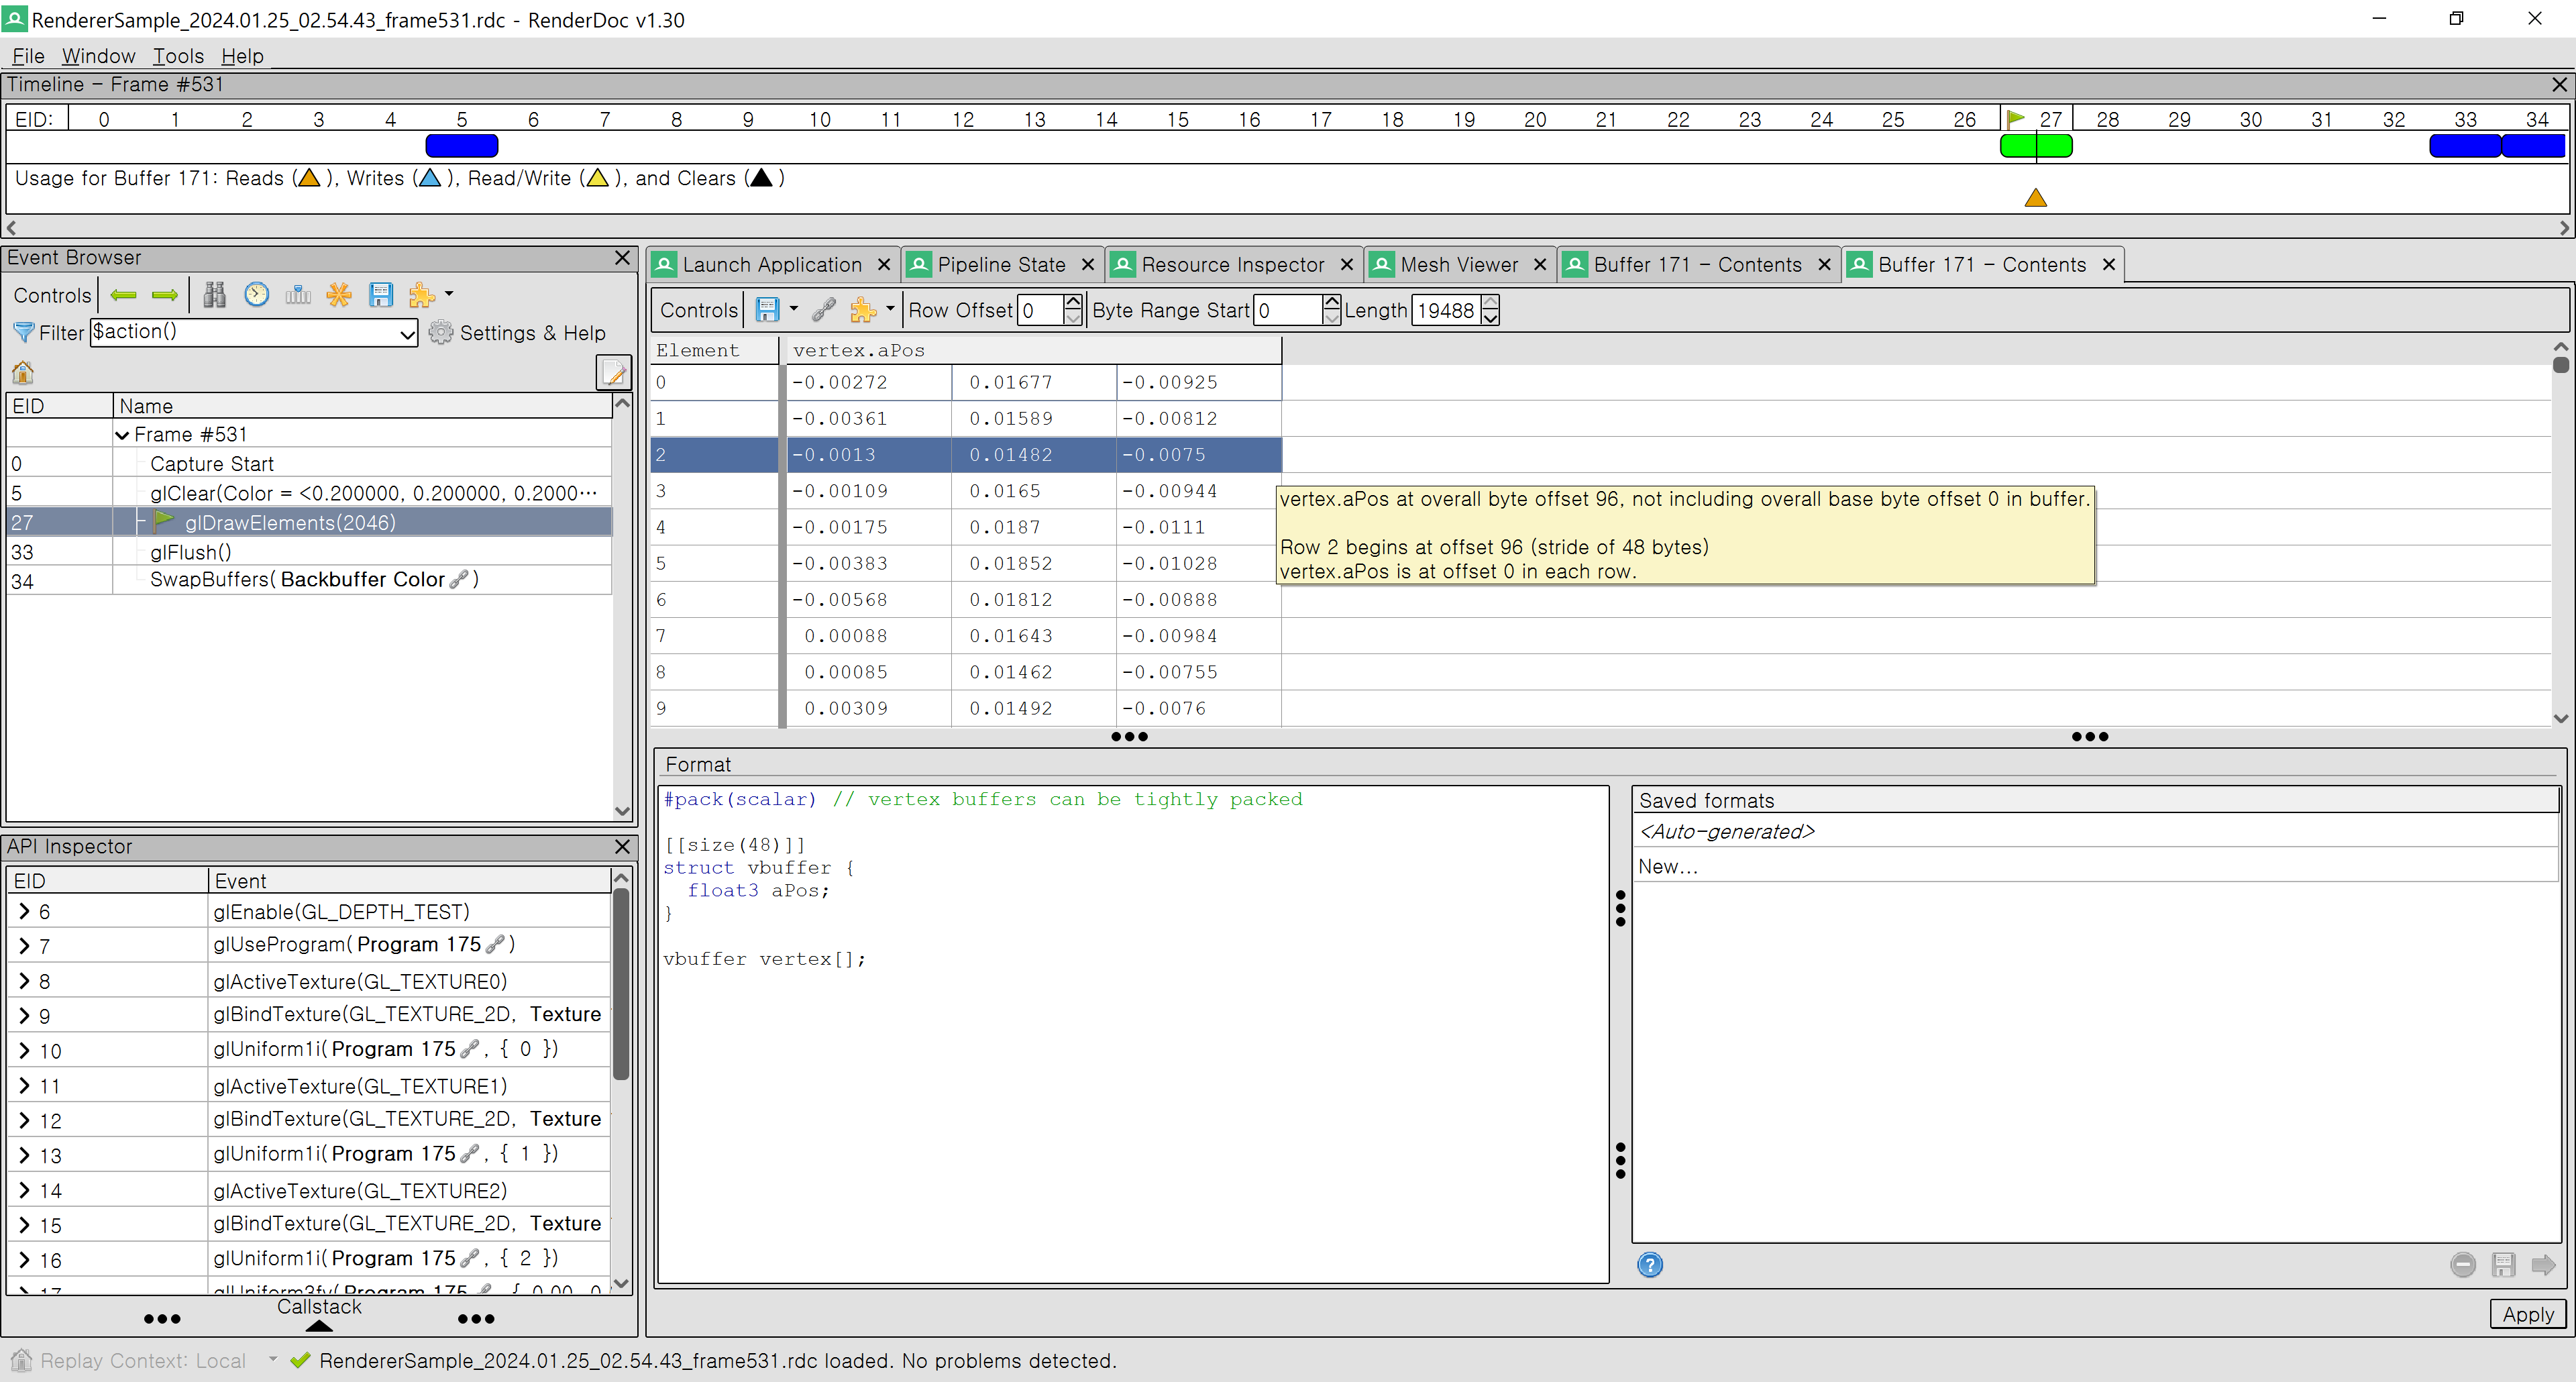 RendererSample_2024.01.25_02.54.43_frame531.rdc - RenderDoc v1.30
File Window Tools Help
Timeline - Frame #531
EID: 0 1 2 3 4 5 6 7 8 9 10 11 12 13 14 15 16 17 18 19 20 21 22 23 24 25 26 27 28 29 30 31 32 33 34
Usage for Buffer 171: Reads ( ), Writes ( ), Read/Write ( ), and Clears ( )
Event Browser
Controls
Filter $action() Settings & Help
EID Name
Frame #531
0 Capture Start
5 glClear(Color = <0.200000, 0.200000, 0.2000⋯
27 glDrawElements(2046)
33 glFlush()
34 SwapBuffers( Backbuffer Color )
API Inspector
EID Event
6 glEnable(GL_DEPTH_TEST)
7 glUseProgram( Program 175 )
8 glActiveTexture(GL_TEXTURE0)
9 glBindTexture(GL_TEXTURE_2D, Texture
10 glUniform1i( Program 175 , { 0 })
11 glActiveTexture(GL_TEXTURE1)
12 glBindTexture(GL_TEXTURE_2D, Texture
13 glUniform1i( Program 175 , { 1 })
14 glActiveTexture(GL_TEXTURE2)
15 glBindTexture(GL_TEXTURE_2D, Texture
16 glUniform1i( Program 175 , { 2 })
17 glUniform3fv( Program 175 , { 0.00, 0
Callstack
Launch Application Pipeline State Resource Inspector Mesh Viewer Buffer 171 - Contents Buffer 171 - Contents
Controls Row Offset 0 Byte Range Start 0 Length 19488
Element vertex.aPos
0 -0.00272 0.01677 -0.00925
1 -0.00361 0.01589 -0.00812
2 -0.0013 0.01482 -0.0075
3 -0.00109 0.0165 -0.00944
4 -0.00175 0.0187 -0.0111
5 -0.00383 0.01852 -0.01028
6 -0.00568 0.01812 -0.00888
7 0.00088 0.01643 -0.00984
8 0.00085 0.01462 -0.00755
9 0.00309 0.01492 -0.0076
vertex.aPos at overall byte offset 96, not including overall base byte offset 0 in buffer.
Row 2 begins at offset 96 (stride of 48 bytes)
vertex.aPos is at offset 0 in each row.
Format
#pack(scalar) // vertex buffers can be tightly packed
[[size(48)]]
struct vbuffer {
float3 aPos;
}
vbuffer vertex[];
Saved formats
<Auto-generated>
New...
Apply
Replay Context: Local RendererSample_2024.01.25_02.54.43_frame531.rdc loaded. No problems detected.